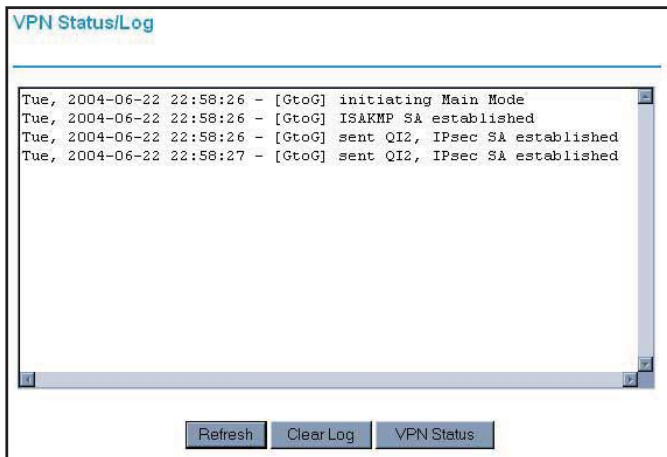 VPN Status/Log
Tue, 2004-06-22 22:58:26 - [GtoG] initiating Main Mode
Tue, 2004-06-22 22:58:26 - [GtoG] ISAKMP SA established
Tue, 2004-06-22 22:58:26 - [GtoG] sent QI2, IPsec SA established
Tue, 2004-06-22 22:58:27 - [GtoG] sent QI2, IPsec SA established
Refresh Clear Log VPN Status